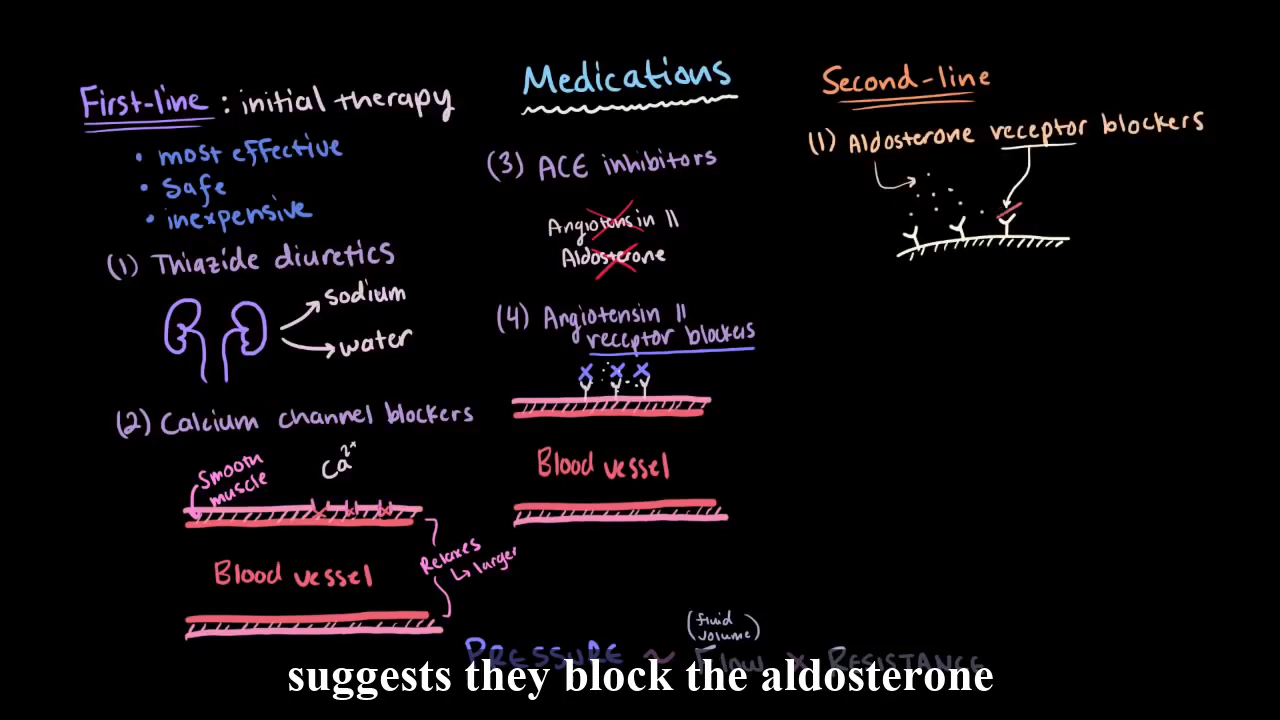 First-line : initial therapy
• most effective
• safe
• inexpensive
(1) Thiazide diuretics
sodium
water
(2) Calcium channel blockers
Smooth
muscle
Ca2+
Blood vessel
Relaxes
↳ larger
Medications
(3) ACE inhibitors
Angiotensin II
Aldosterone
(4) Angiotensin II
receptor blockers
Blood vessel
Second-line
(1) Aldosterone receptor blockers
(fluid
volume)
PRESSURE ~ FLOW × RESISTANCE
suggests they block the aldosterone